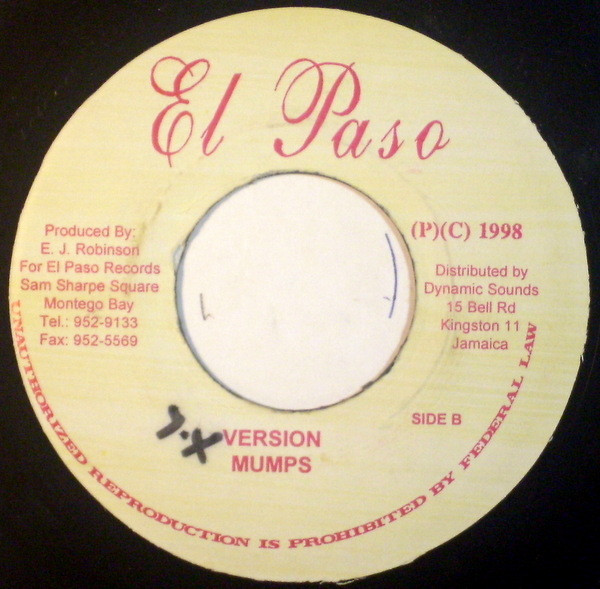 El Paso
Produced By:
E. J. Robinson
For El Paso Records
Sam Sharpe Square
Montego Bay
Tel.: 952-9133
Fax: 952-5569
(P)(C) 1998
Distributed by
Dynamic Sounds
15 Bell Rd
Kingston 11
Jamaica
SIDE B
VERSION
MUMPS
UNAUTHORIZED REPRODUCTION IS PROHIBITED BY FEDERAL LAW